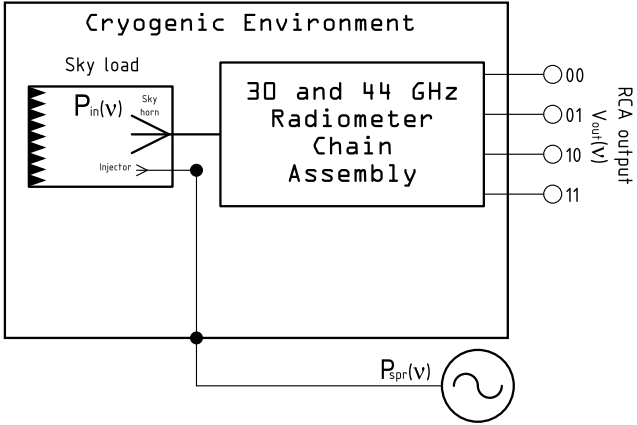 Cryogenic Environment
Sky load
Pin(ν)
Sky
horn
Injector
30 and 44 GHz
Radiometer
Chain
Assembly
00
01
10
11
RCA output
Vout(ν)
Pspr(ν)